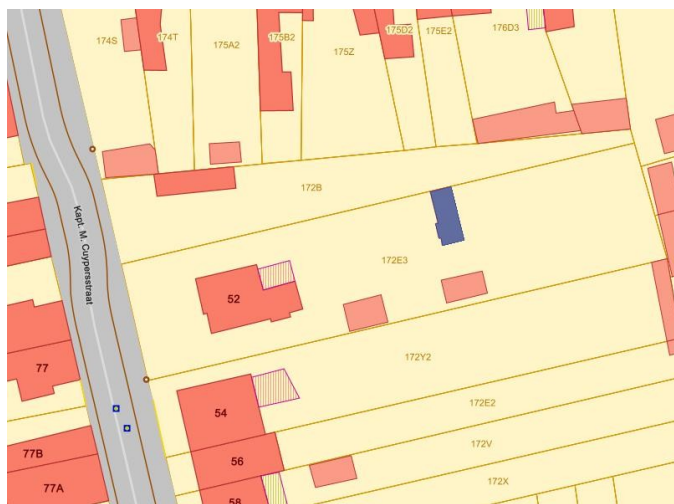 174S
174T
175A2
175B2
175Z
175D2
175E2
176D3
172B
Kapt. M. Cuypersstraat
172E3
52
77
172Y2
54
172E2
77B
56
172V
77A
58
172X